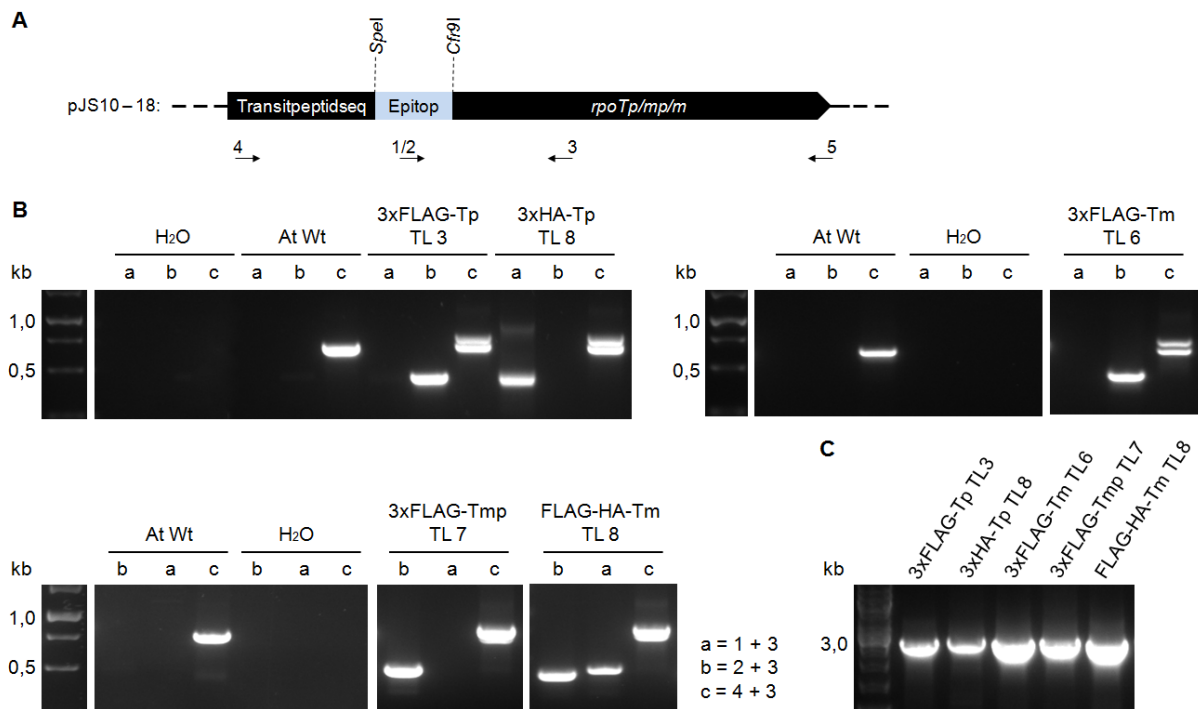 A
SpeI
Cfr9I
pJS10 – 18:
Transitpeptidseq
Epitop
rpoTp/mp/m
4
1/2
3
5
B
H₂O
At Wt
3xFLAG-Tp
TL 3
3xHA-Tp
TL 8
kb
a b c a b c a b c a b c
1,0
0,5
At Wt
H₂O
3xFLAG-Tm
TL 6
kb
a b c a b c a b c
1,0
0,5
At Wt
H₂O
3xFLAG-Tmp
TL 7
FLAG-HA-Tm
TL 8
kb
b a c b a c b a c b a c
1,0
0,5
a = 1 + 3
b = 2 + 3
c = 4 + 3
C
3xFLAG-Tp TL3
3xHA-Tp TL8
3xFLAG-Tm TL6
3xFLAG-Tmp TL7
FLAG-HA-Tm TL8
kb
3,0